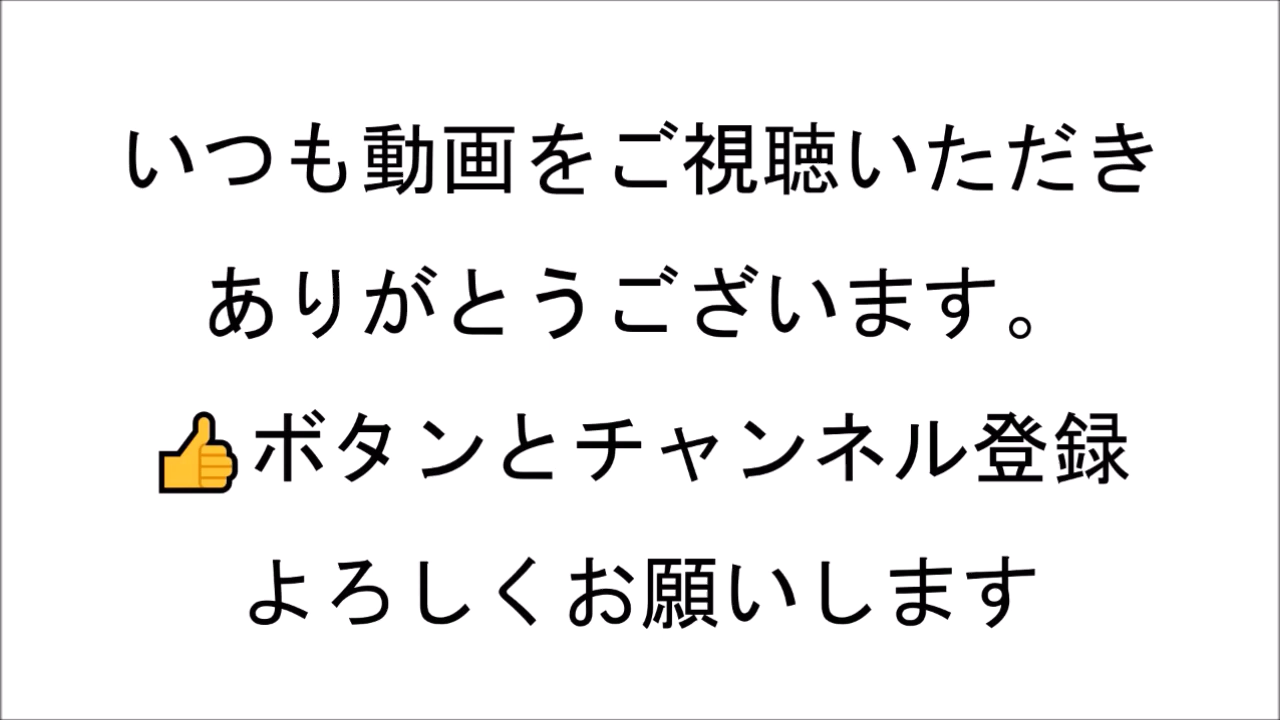 いつも動画をご視聴いただき
ありがとうございます。
👍ボタンとチャンネル登録
よろしくお願いします